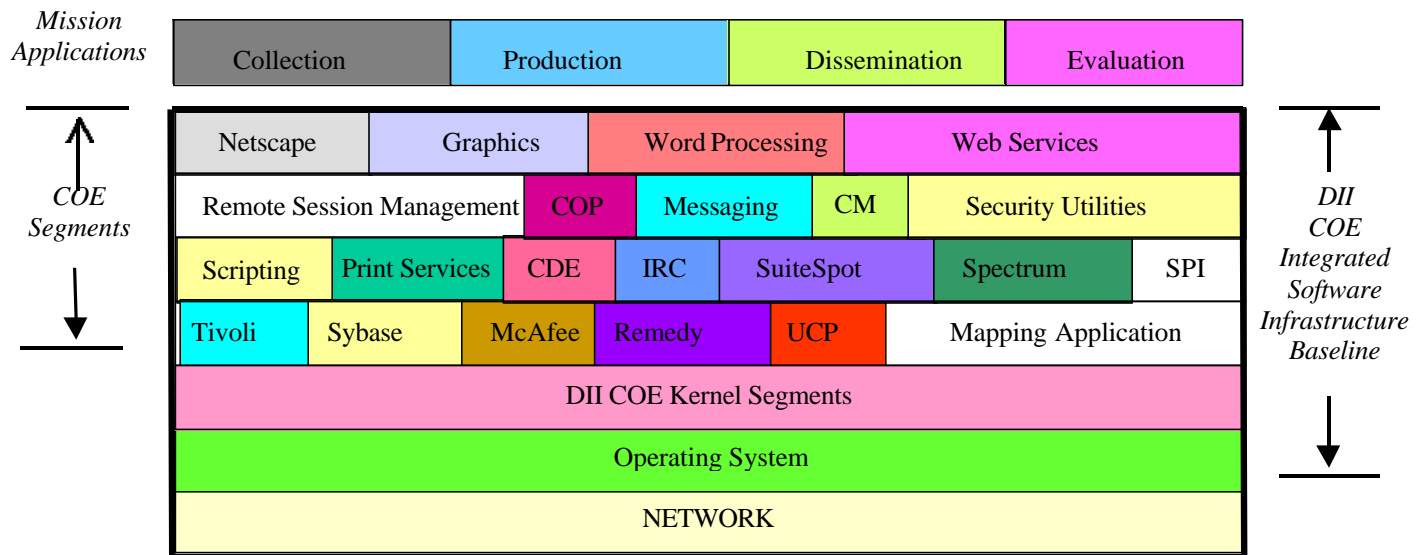 Mission
Applications
Collection Production Dissemination Evaluation
Netscape Graphics Word Processing Web Services
COE
Segments
Remote Session Management COP Messaging CM Security Utilities
Scripting Print Services CDE IRC SuiteSpot Spectrum SPI
Tivoli Sybase McAfee Remedy UCP Mapping Application
DII
COE
Integrated
Software
Infrastructure
Baseline
DII COE Kernel Segments
Operating System
NETWORK